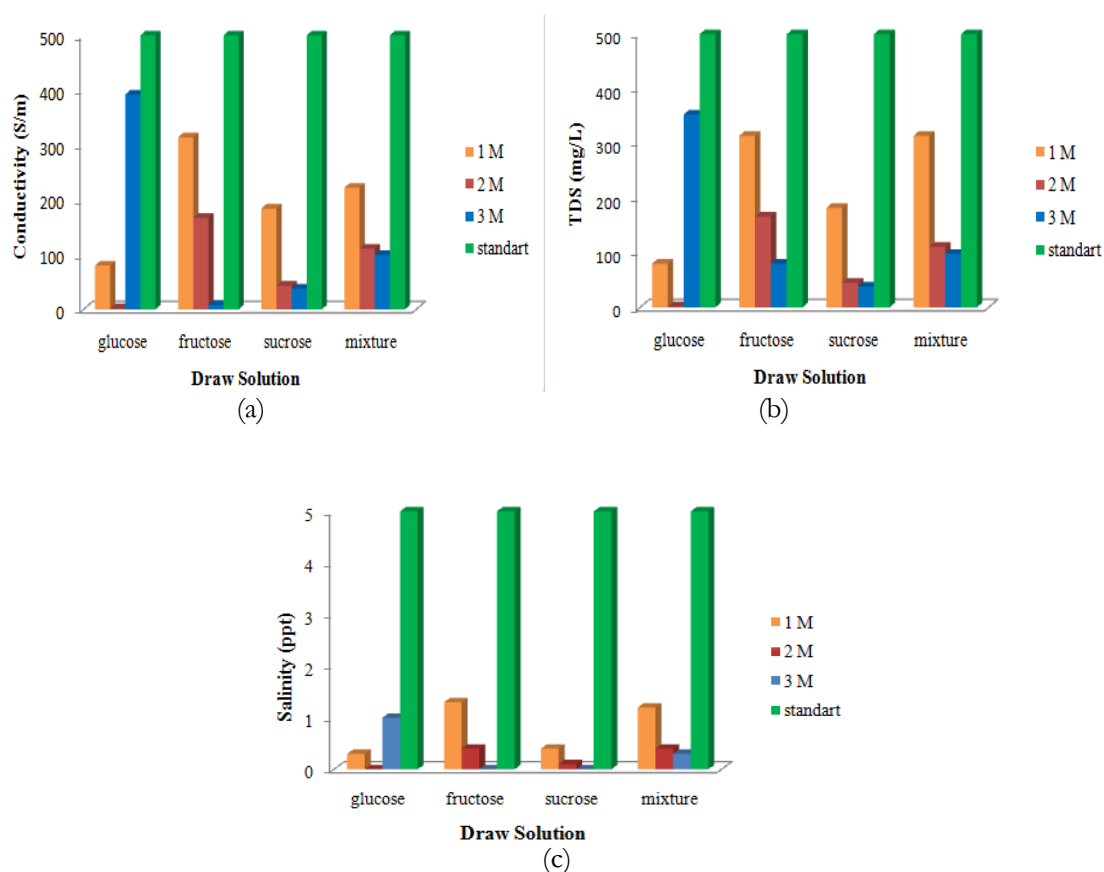 500
400
300
200
100
0
Conductivity (S/m)
glucose fructose sucrose mixture
Draw Solution
1 M
2 M
3 M
standart
(a)
500
400
300
200
100
0
TDS (mg/L)
glucose fructose sucrose mixture
Draw Solution
1 M
2 M
3 M
standart
(b)
5
4
3
2
1
0
Salinity (ppt)
glucose fructose sucrose mixture
Draw Solution
1 M
2 M
3 M
standart
(c)